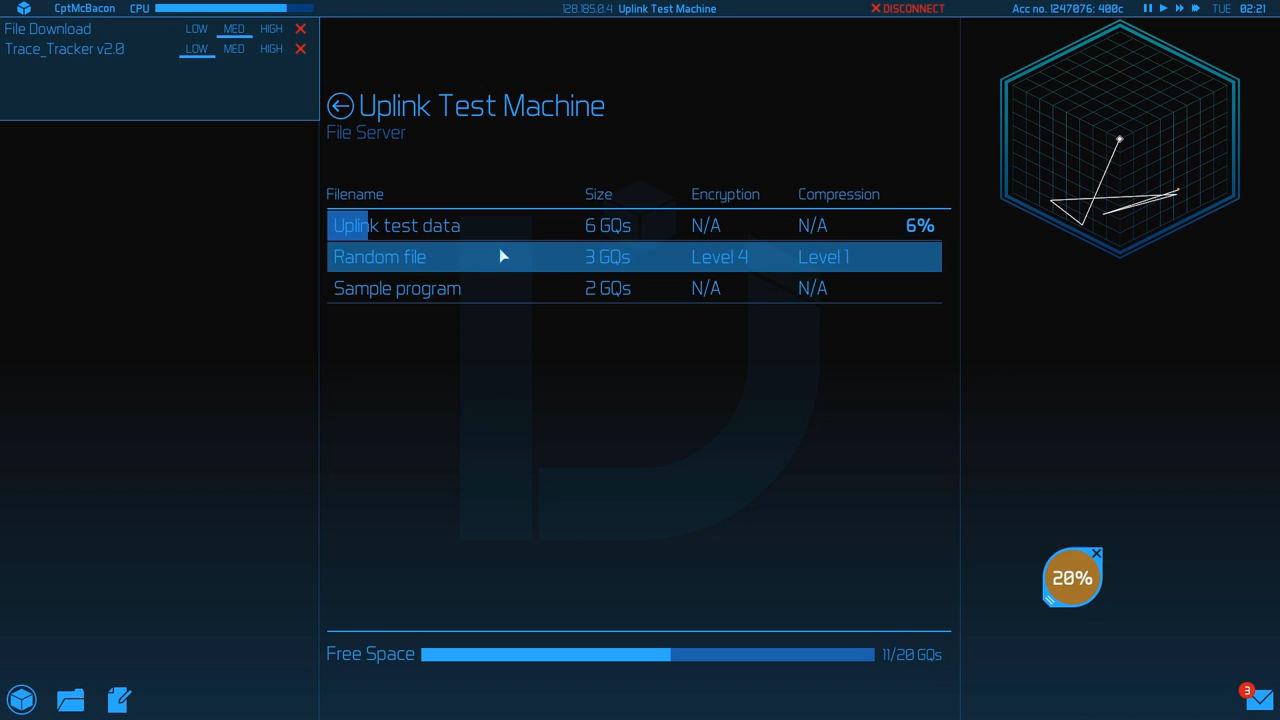 CptMcBacon CPU 128.185.0.4 Uplink Test Machine DISCONNECT Acc no. 1247076: 400c TUE 02:21
File Download LOW MED HIGH
Trace_Tracker v2.0 LOW MED HIGH
Uplink Test Machine
File Server
Filename Size Encryption Compression
Uplink test data 6 GQs N/A N/A 6%
Random file 3 GQs Level 4 Level 1
Sample program 2 GQs N/A N/A
20%
Free Space 11/20 GQs
3